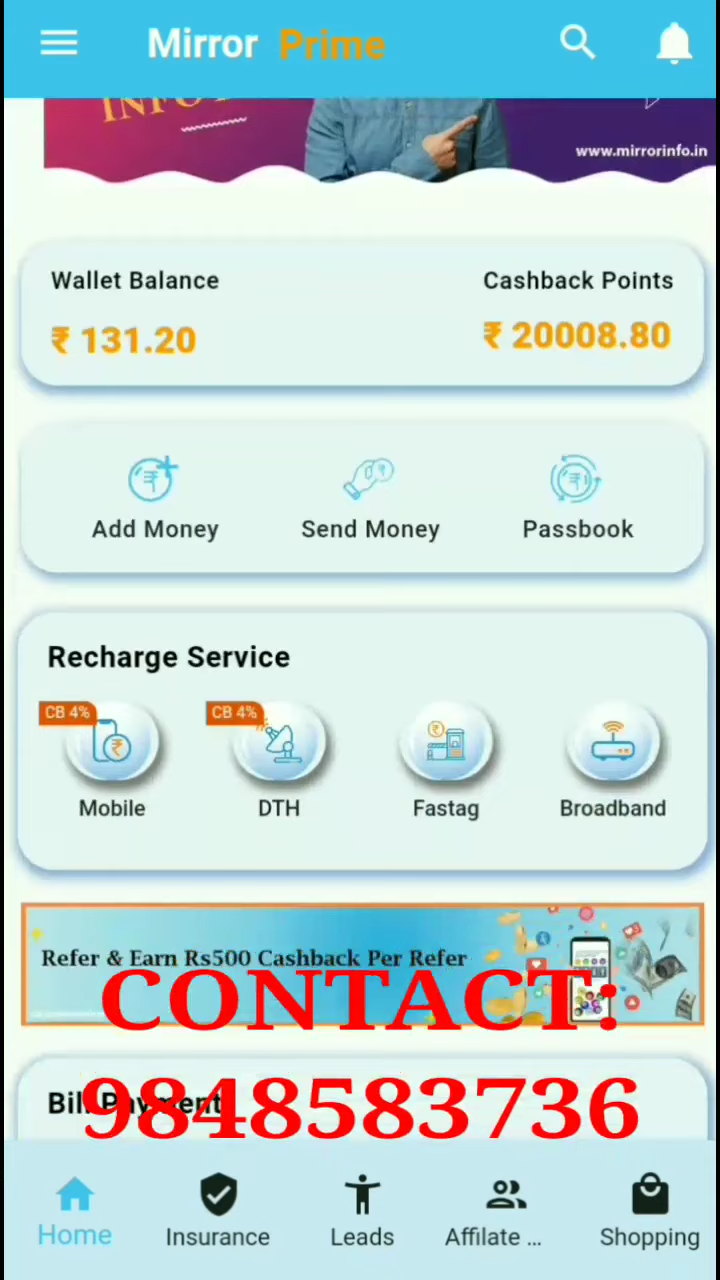 Mirror Prime
www.mirrorinfo.in
Wallet Balance
Cashback Points
₹ 131.20
₹ 20008.80
Add Money
Send Money
Passbook
Recharge Service
CB 4%
CB 4%
Mobile
DTH
Fastag
Broadband
Refer & Earn Rs500 Cashback Per Refer
CONTACT:
Bill Payment
9848583736
Home
Insurance
Leads
Affilate ...
Shopping